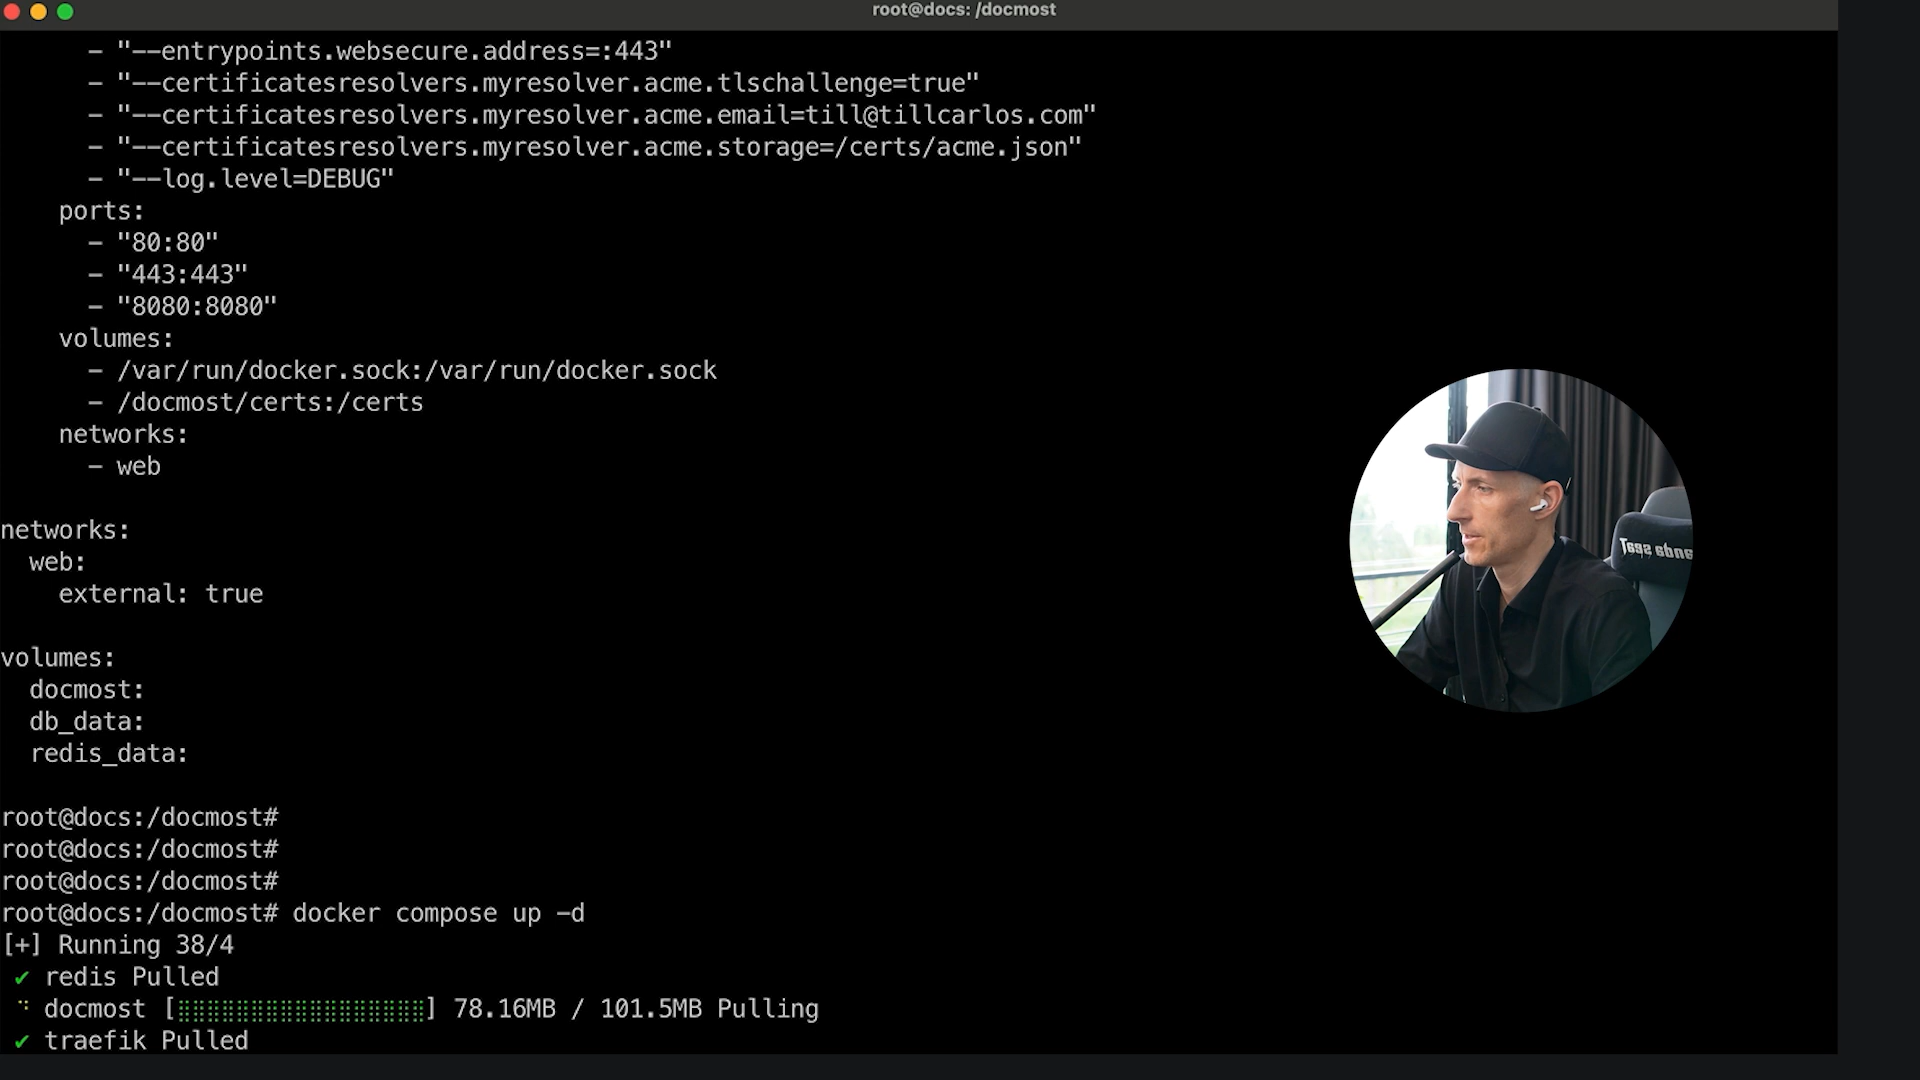 root@docs: /docmost
- "--entrypoints.websecure.address=:443"
- "--certificatesresolvers.myresolver.acme.tlschallenge=true"
- "--certificatesresolvers.myresolver.acme.email=till@tillcarlos.com"
- "--certificatesresolvers.myresolver.acme.storage=/certs/acme.json"
- "--log.level=DEBUG"
ports:
- "80:80"
- "443:443"
- "8080:8080"
volumes:
- /var/run/docker.sock:/var/run/docker.sock
- /docmost/certs:/certs
networks:
- web
networks:
web:
external: true
volumes:
docmost:
db_data:
redis_data:
root@docs:/docmost#
root@docs:/docmost#
root@docs:/docmost#
root@docs:/docmost# docker compose up -d
[+] Running 38/4
✔ redis Pulled
docmost [⣿⣿⣿⣿⣿⣿⣿⣿⣿⣿⣿⣿⣿⣿⣿⣿⣿] 78.16MB / 101.5MB Pulling
✔ traefik Pulled